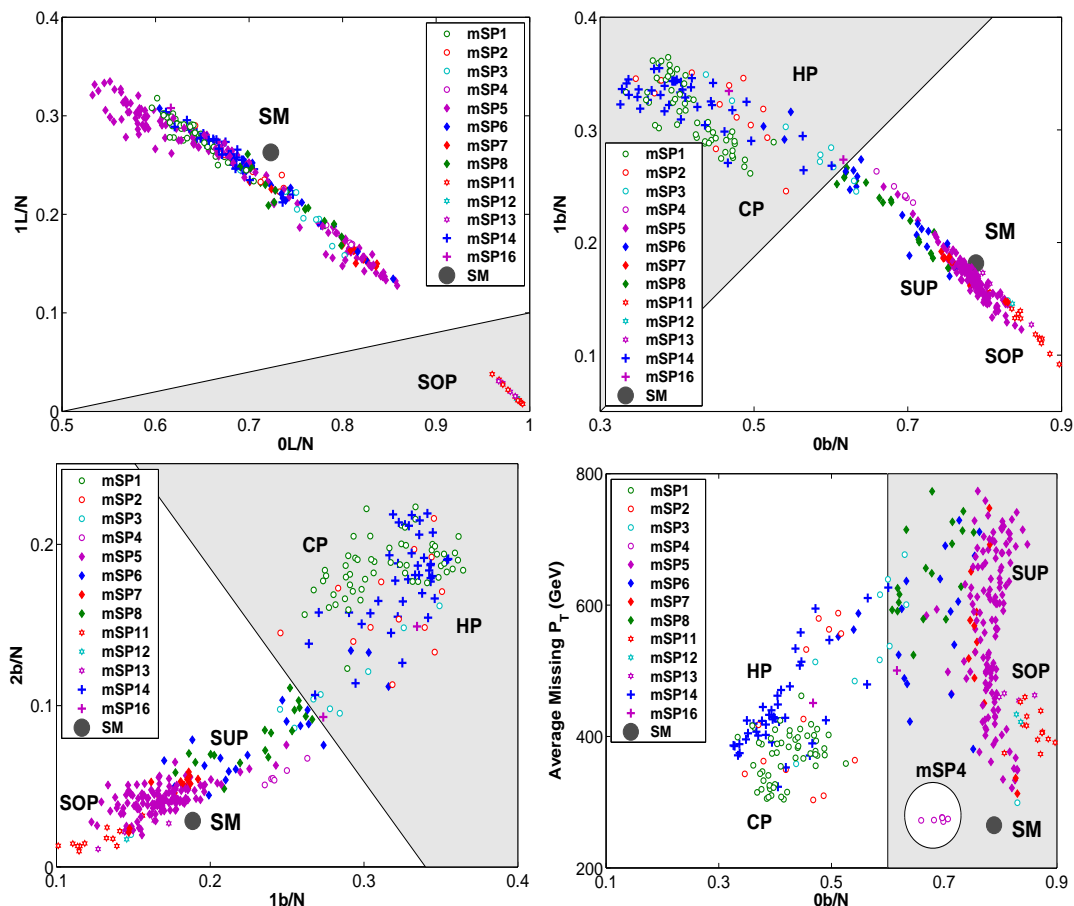 0.4
0.3
0.2
0.1
0
0.5
0.6
0.7
0.8
0.9
1
1L/N
0L/N
SM
SOP
mSP1
mSP2
mSP3
mSP4
mSP5
mSP6
mSP7
mSP8
mSP11
mSP12
mSP13
mSP14
mSP16
SM
0.4
0.3
0.2
0.1
0.3
0.5
0.7
0.9
1b/N
0b/N
HP
CP
SM
SUP
SOP
mSP1
mSP2
mSP3
mSP4
mSP5
mSP6
mSP7
mSP8
mSP11
mSP12
mSP13
mSP14
mSP16
SM
0.2
0.1
0
0.1
0.2
0.3
0.4
2b/N
1b/N
mSP1
mSP2
mSP3
mSP4
mSP5
mSP6
mSP7
mSP8
mSP11
mSP12
mSP13
mSP14
mSP16
SM
CP
HP
SUP
SOP
SM
800
600
400
200
0.1
0.3
0.5
0.6
0.7
0.9
Average Missing P_T (GeV)
0b/N
mSP1
mSP2
mSP3
mSP4
mSP5
mSP6
mSP7
mSP8
mSP11
mSP12
mSP13
mSP14
mSP16
SM
SUP
HP
SOP
mSP4
CP
SM